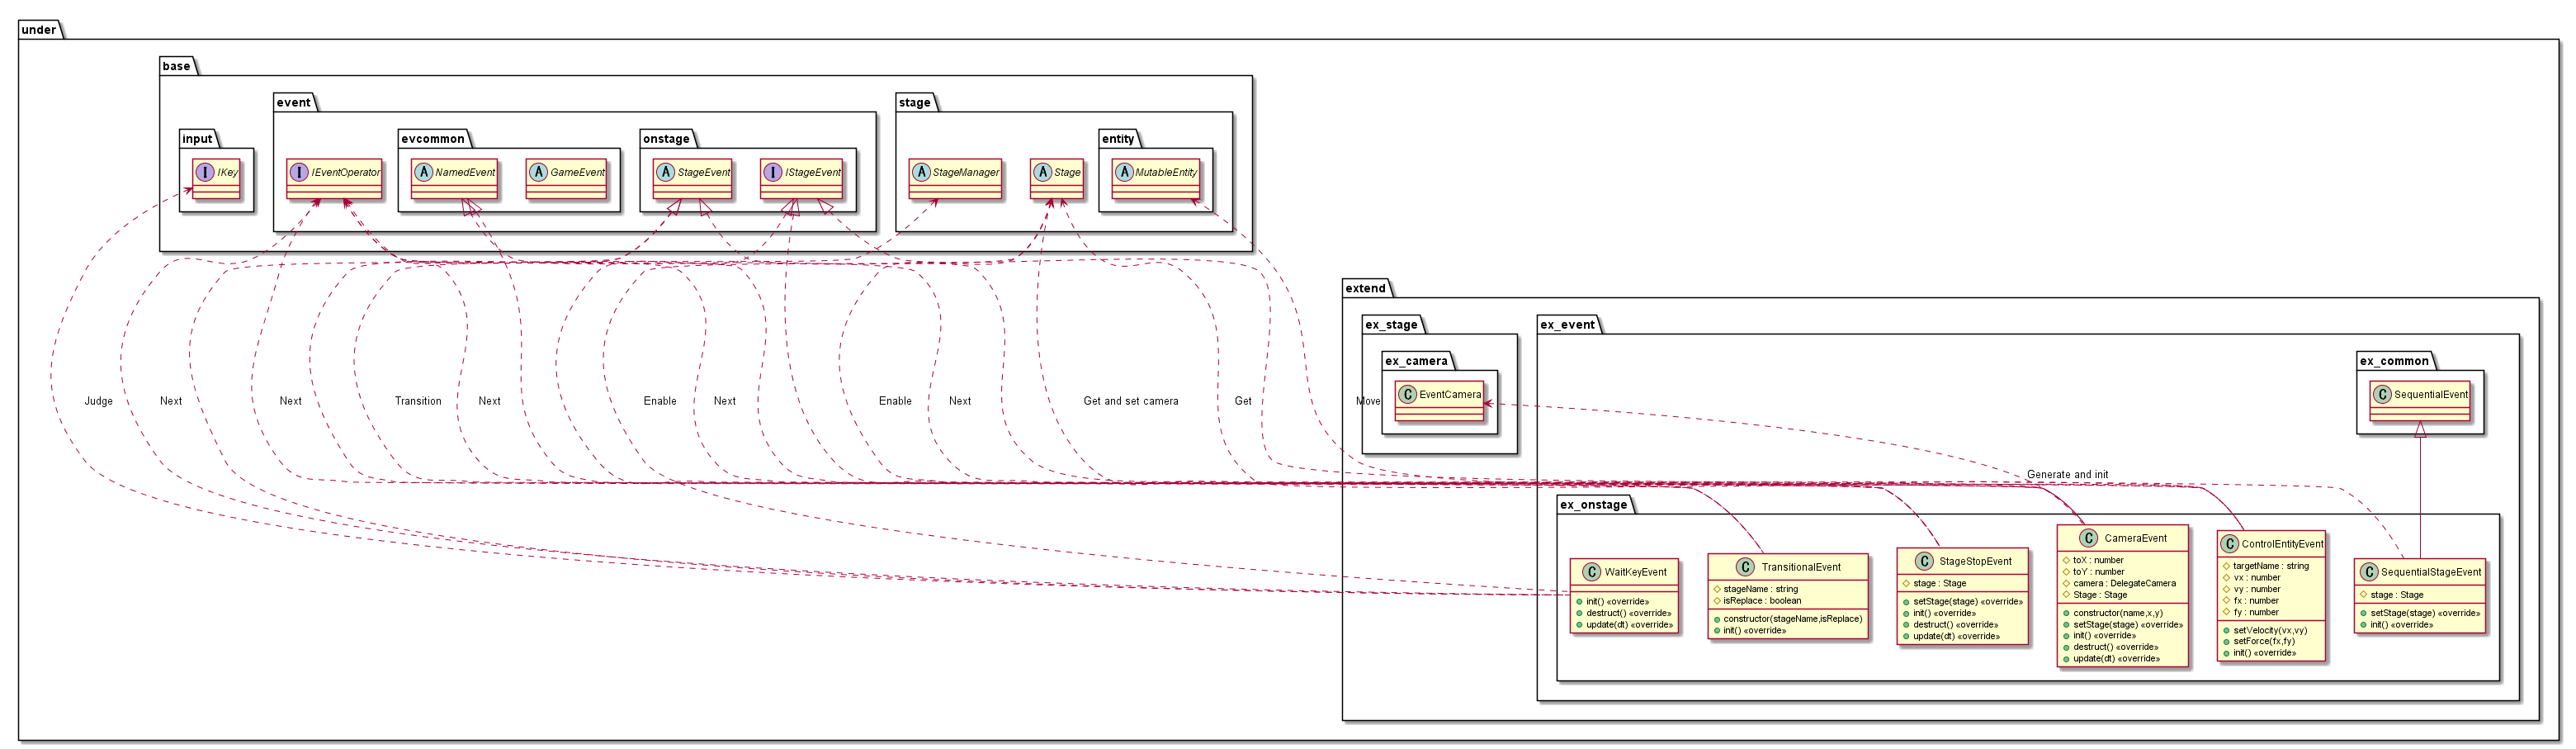 under
base
event
stage
input
evcommon
onstage
entity
I IKey
I IEventOperator
A NamedEvent
A GameEvent
A StageEvent
I IStageEvent
A StageManager
A Stage
A MutableEntity
extend
ex_stage
ex_event
ex_camera
ex_common
C EventCamera
C SequentialEvent
Judge
Next
Next
Transition
Next
Enable
Next
Enable
Next
Get and set camera
Get
Move
Generate and init
ex_onstage
C WaitKeyEvent
init() «override»
destruct() «override»
update(dt) «override»
C TransitionalEvent
stageName : string
isReplace : boolean
constructor(stageName,isReplace)
init() «override»
C StageStopEvent
stage : Stage
setStage(stage) «override»
init() «override»
destruct() «override»
update(dt) «override»
C CameraEvent
toX : number
toY : number
camera : DelegateCamera
Stage : Stage
constructor(name,x,y)
setStage(stage) «override»
init() «override»
destruct() «override»
update(dt) «override»
C ControlEntityEvent
targetName : string
vx : number
vy : number
fx : number
fy : number
setVelocity(vx,vy)
setForce(fx,fy)
init() «override»
C SequentialStageEvent
stage : Stage
setStage(stage) «override»
init() «override»